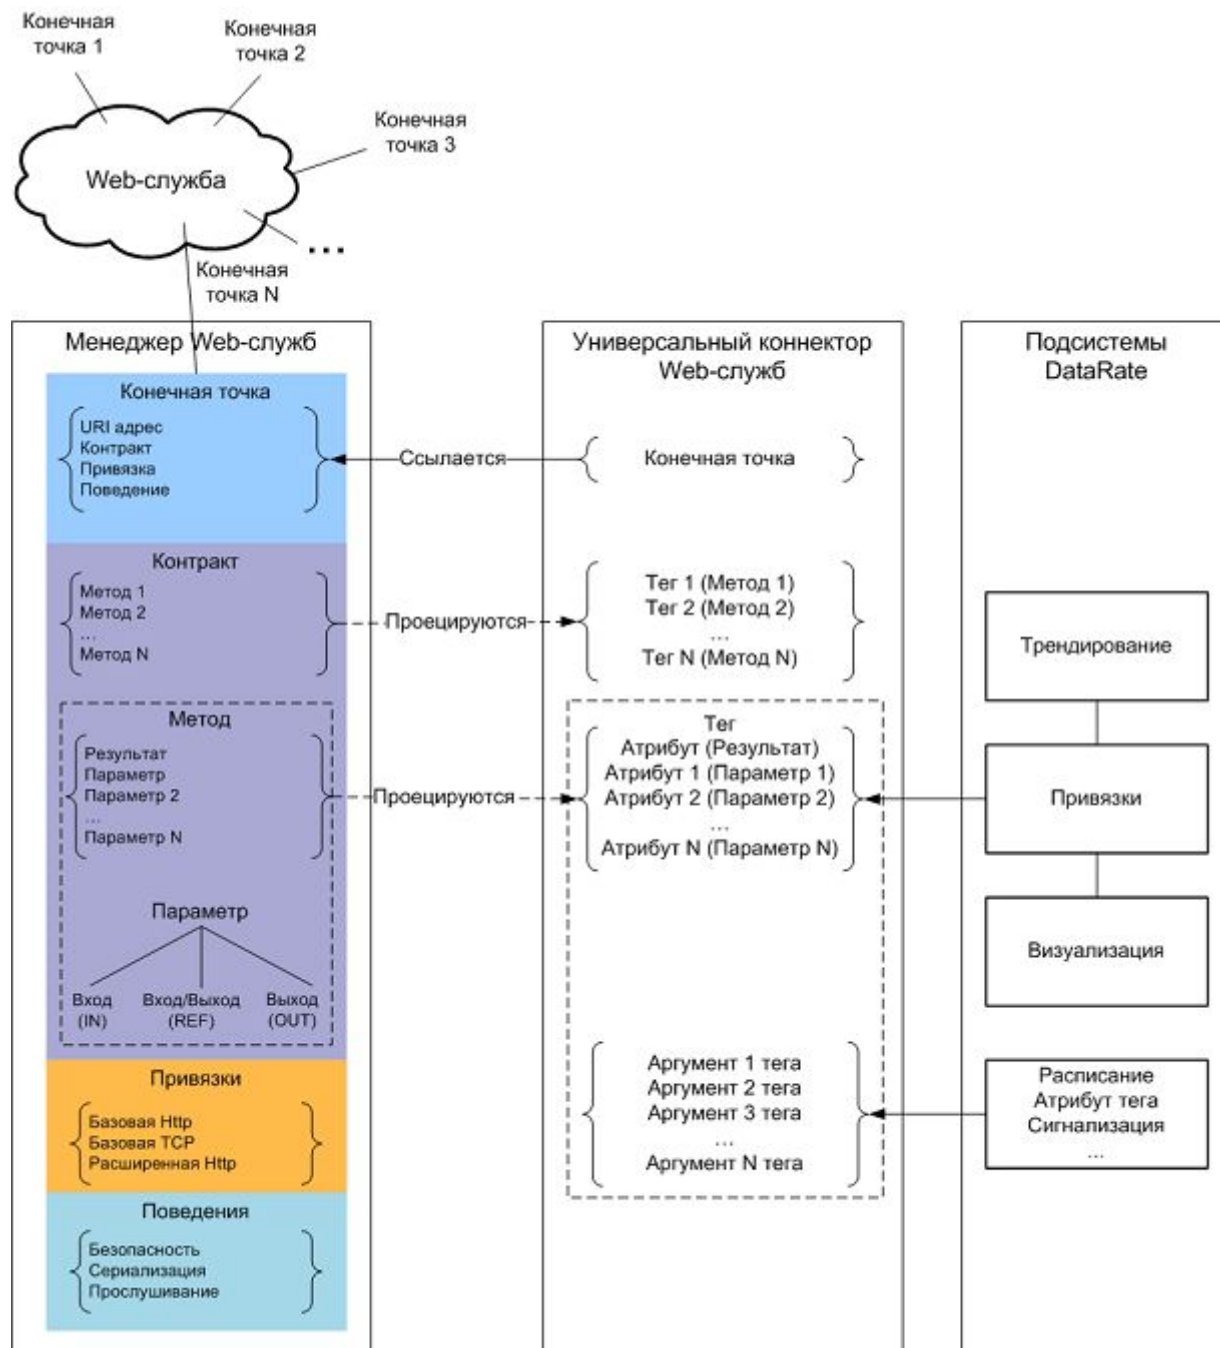 Конечная
точка 1
Конечная
точка 2
Конечная
точка 3
Web-служба
...
Конечная
точка N
Менеджер Web-служб
Конечная точка
URI адрес
Контракт
Привязка
Поведение
Контракт
Метод 1
Метод 2
...
Метод N
Метод
Результат
Параметр
Параметр 2
...
Параметр N
Параметр
Вход
(IN)
Вход/Выход
(REF)
Выход
(OUT)
Привязки
Базовая Http
Базовая TCP
Расширенная Http
Поведения
Безопасность
Сериализация
Прослушивание
Ссылается
Проецируются
Проецируются
Универсальный коннектор
Web-служб
Конечная точка
Тег 1 (Метод 1)
Тег 2 (Метод 2)
...
Тег N (Метод N)
Тег
Атрибут (Результат)
Атрибут 1 (Параметр 1)
Атрибут 2 (Параметр 2)
...
Атрибут N (Параметр N)
Аргумент 1 тега
Аргумент 2 тега
Аргумент 3 тега
...
Аргумент N тега
Подсистемы
DataRate
Трендирование
Привязки
Визуализация
Расписание
Атрибут тега
Сигнализация
...